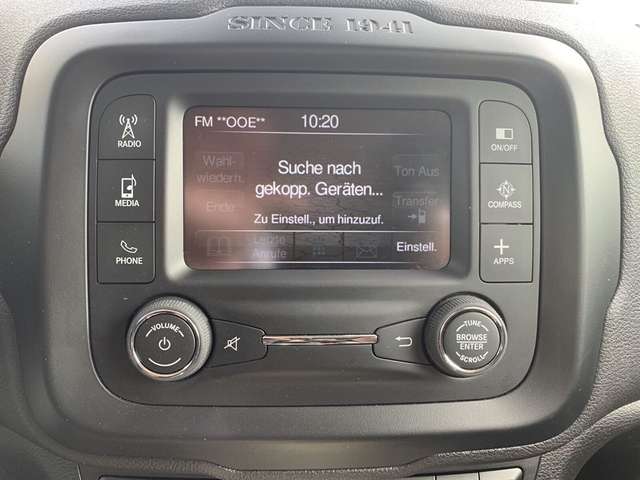 SINCE 1941
FM **OOE** 10:20
RADIO
MEDIA
PHONE
Wahl-
wiederh.
Ende
Suche nach
gekopp. Geräten...
Zu Einstell., um hinzuzuf.
Ton Aus
Transfer
Letzte
Anrufe
Einstell.
ON/OFF
N
COMPASS
APPS
VOLUME
TUNE
BROWSE
ENTER
SCROLL